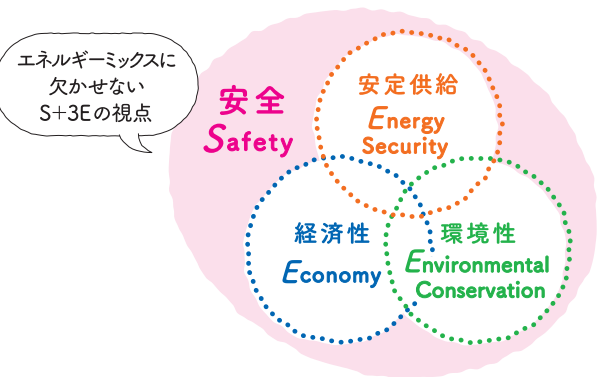 エネルギーミックスに
欠かせない
S+3Eの視点
安全
Safety
安定供給
Energy
Security
経済性
Economy
環境性
Environmental
Conservation